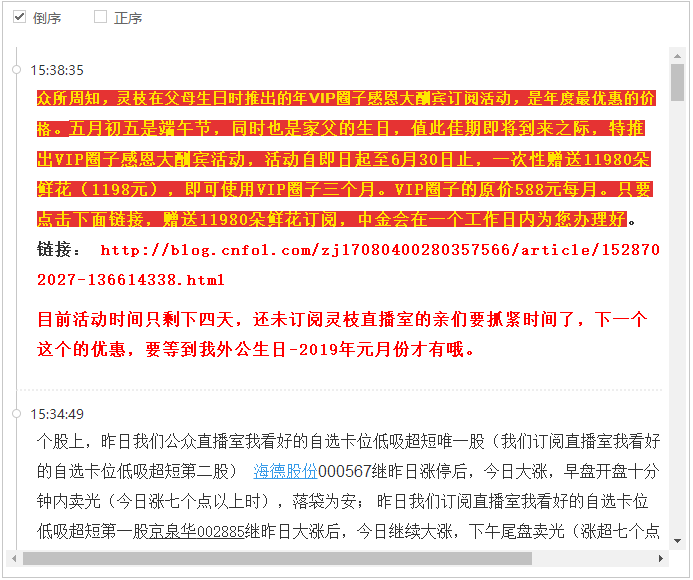 倒序 正序
15:38:35
众所周知，灵枝在父母生日时推出的年VIP圈子感恩大酬宾订阅活动，是年度最优惠的价
格。五月初五是端午节，同时也是家父的生日，值此佳期即将到来之际，特推
出VIP圈子感恩大酬宾活动，活动自即日起至6月30日止，一次性赠送11980朵
鲜花（1198元），即可使用VIP圈子三个月。VIP圈子的原价588元每月。只要
点击下面链接，赠送11980朵鲜花订阅，中金会在一个工作日内为您办理好。
链接： http://blog.cnfol.com/zj17080400280357566/article/152870
2027-136614338.html
目前活动时间只剩下四天，还未订阅灵枝直播室的亲们要抓紧时间了，下一个
这个的优惠，要等到我外公生日-2019年元月份才有哦。
15:34:49
个股上，昨日我们公众直播室我看好的自选卡位低吸超短唯一股（我们订阅直播室我看好
的自选卡位低吸超短第二股） 海德股份000567继昨日涨停后，今日大涨，早盘开盘十分
钟内卖光（今日涨七个点以上时），落袋为安； 昨日我们订阅直播室我看好的自选卡位
低吸超短第一股京泉华002885继昨日大涨后，今日继续大涨，下午尾盘卖光（涨超七个点